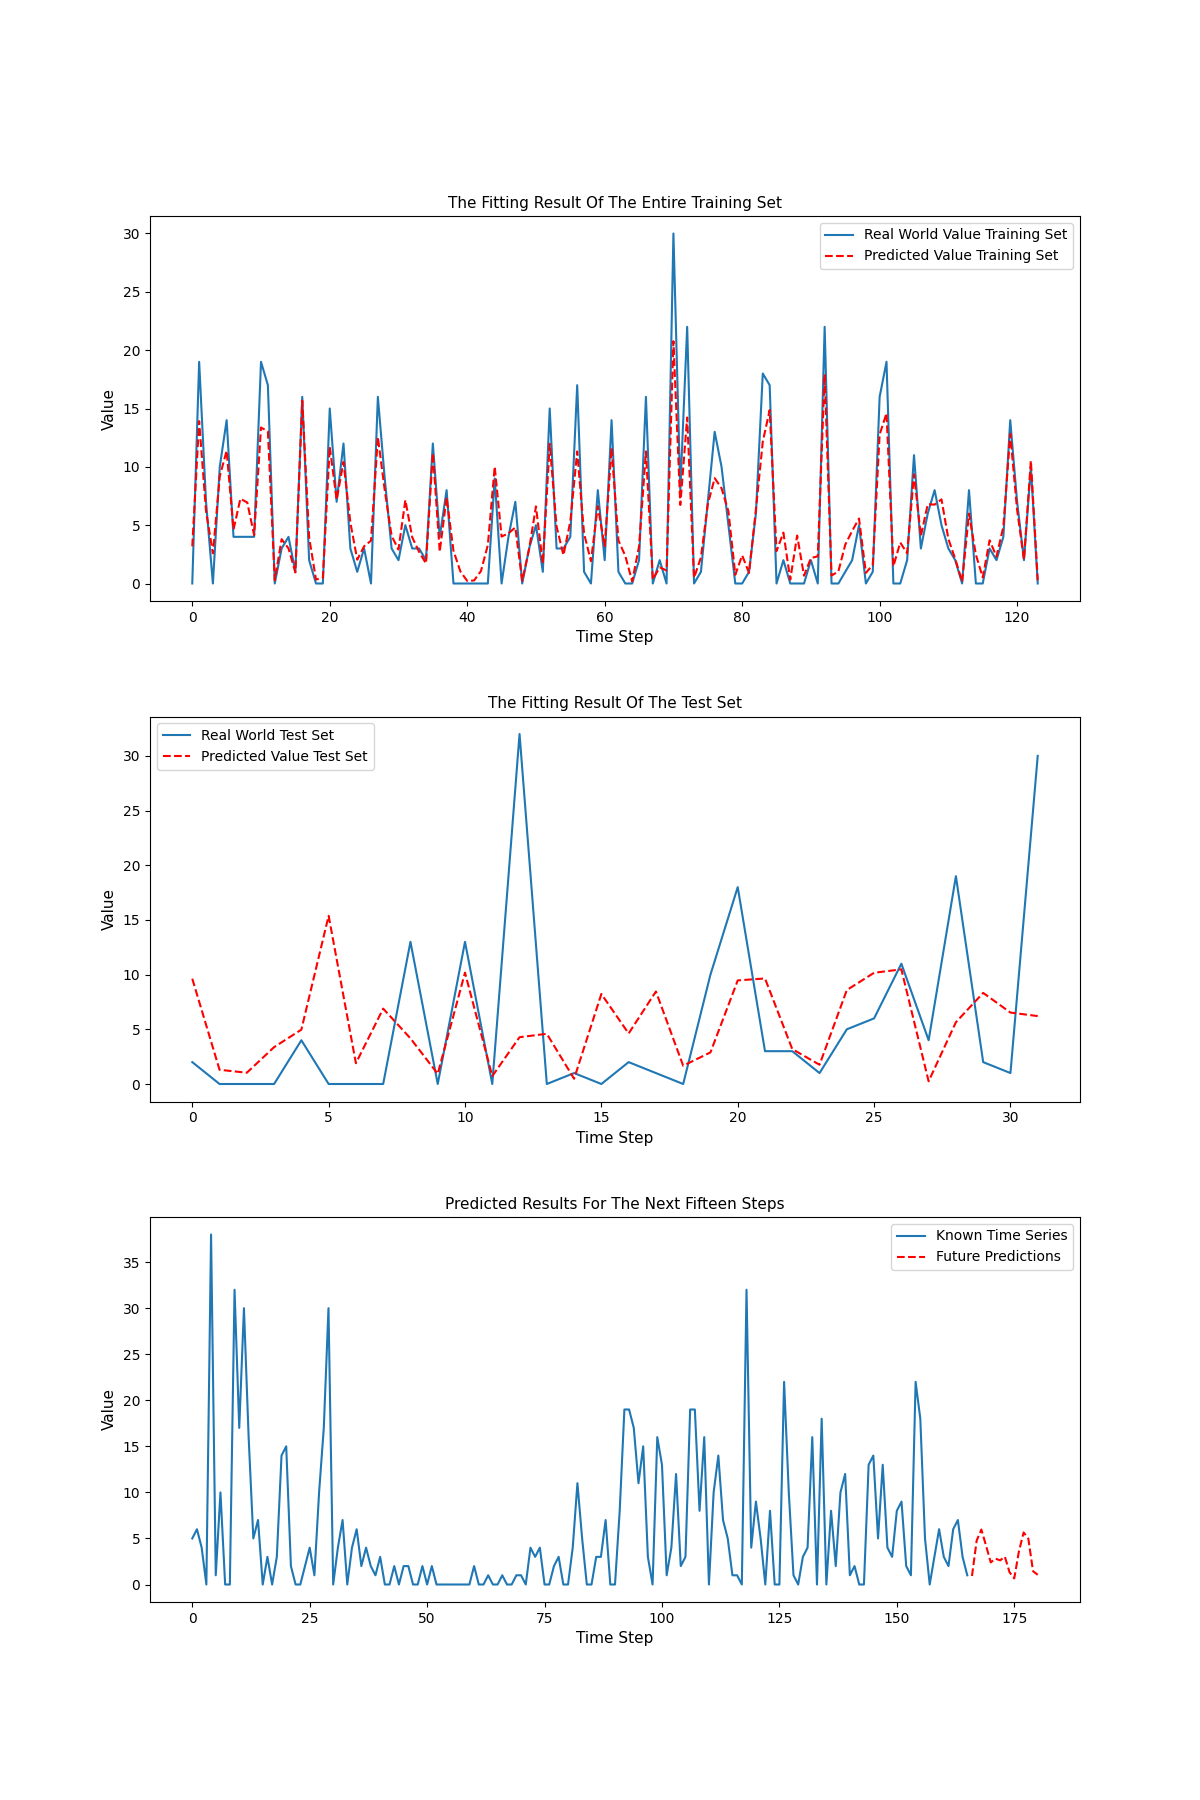 The Fitting Result Of The Entire Training Set
Real World Value Training Set
Predicted Value Training Set
Value
30
25
20
15
10
5
0
0 20 40 60 80 100 120
Time Step
The Fitting Result Of The Test Set
Real World Test Set
Predicted Value Test Set
Value
30
25
20
15
10
5
0
0 5 10 15 20 25 30
Time Step
Predicted Results For The Next Fifteen Steps
Known Time Series
Future Predictions
Value
35
30
25
20
15
10
5
0
0 25 50 75 100 125 150 175
Time Step